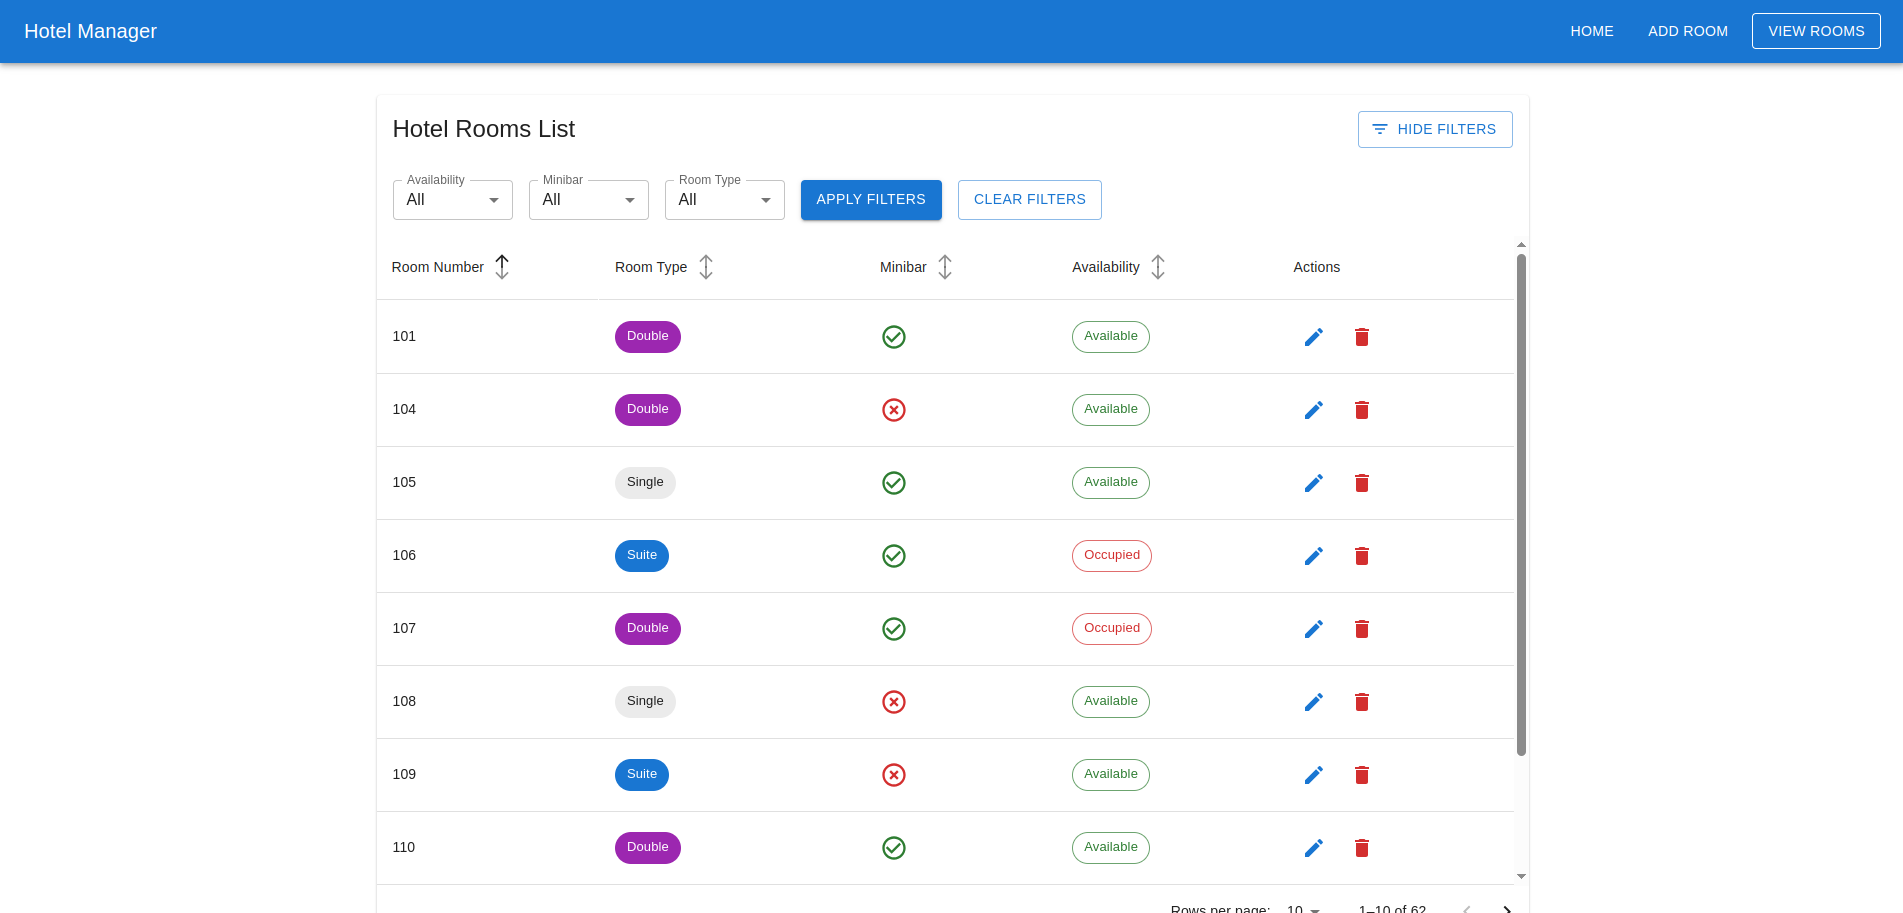 Hotel Manager
HOME ADD ROOM VIEW ROOMS
Hotel Rooms List
HIDE FILTERS
Availability Minibar Room Type
All All All APPLY FILTERS CLEAR FILTERS
Room Number Room Type Minibar Availability Actions
101 Double Available
104 Double Available
105 Single Available
106 Suite Occupied
107 Double Occupied
108 Single Available
109 Suite Available
110 Double Available
Rows per page: 10 1–10 of 62